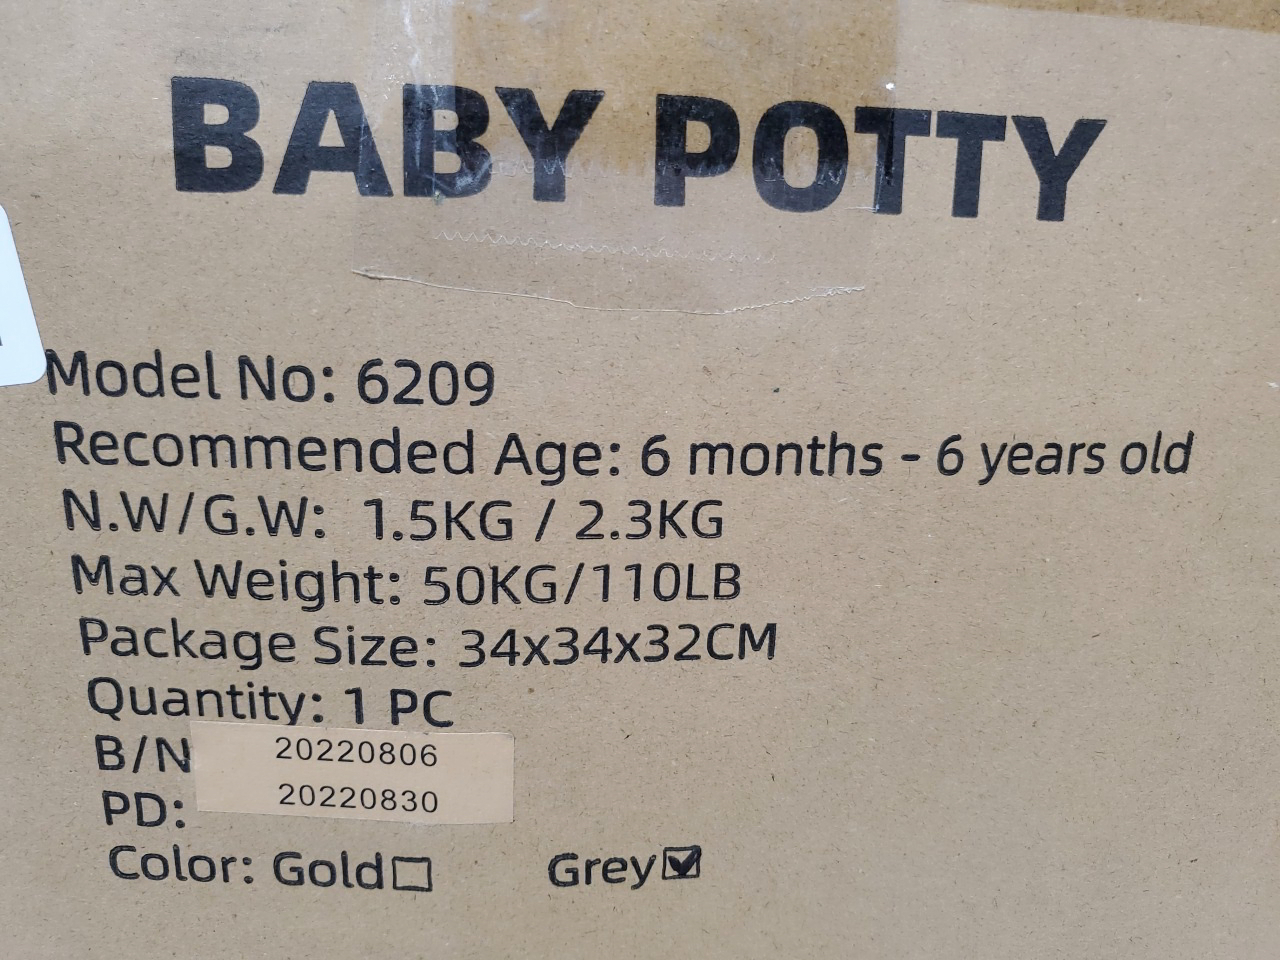 BABY POTTY
Model No: 6209
Recommended Age: 6 months - 6 years old
N.W/G.W: 1.5KG / 2.3KG
Max Weight: 50KG/110LB
Package Size: 34x34x32CM
Quantity: 1 PC
B/N 20220806
PD: 20220830
Color: Gold☐ Grey☑